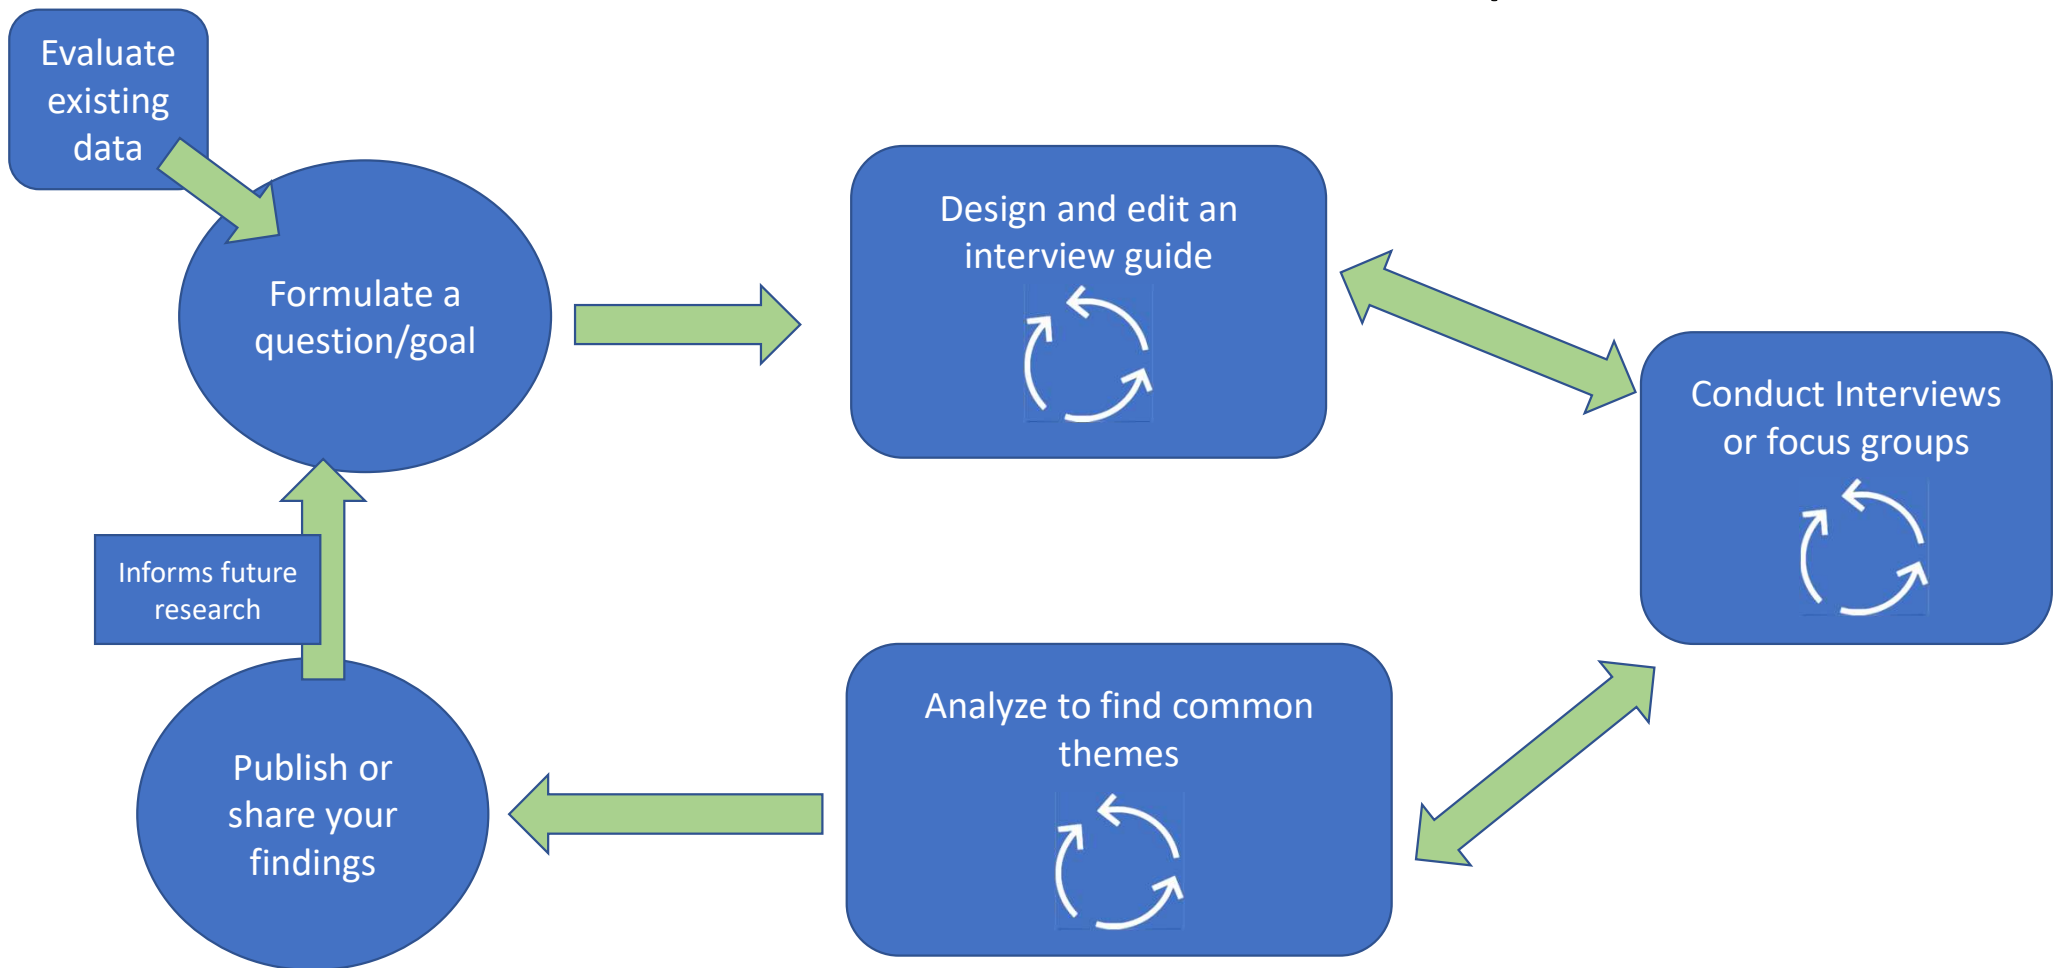 Evaluate
existing
data
Formulate a
question/goal
Design and edit an
interview guide
Conduct Interviews
or focus groups
Analyze to find common
themes
Publish or
share your
findings
Informs future
research